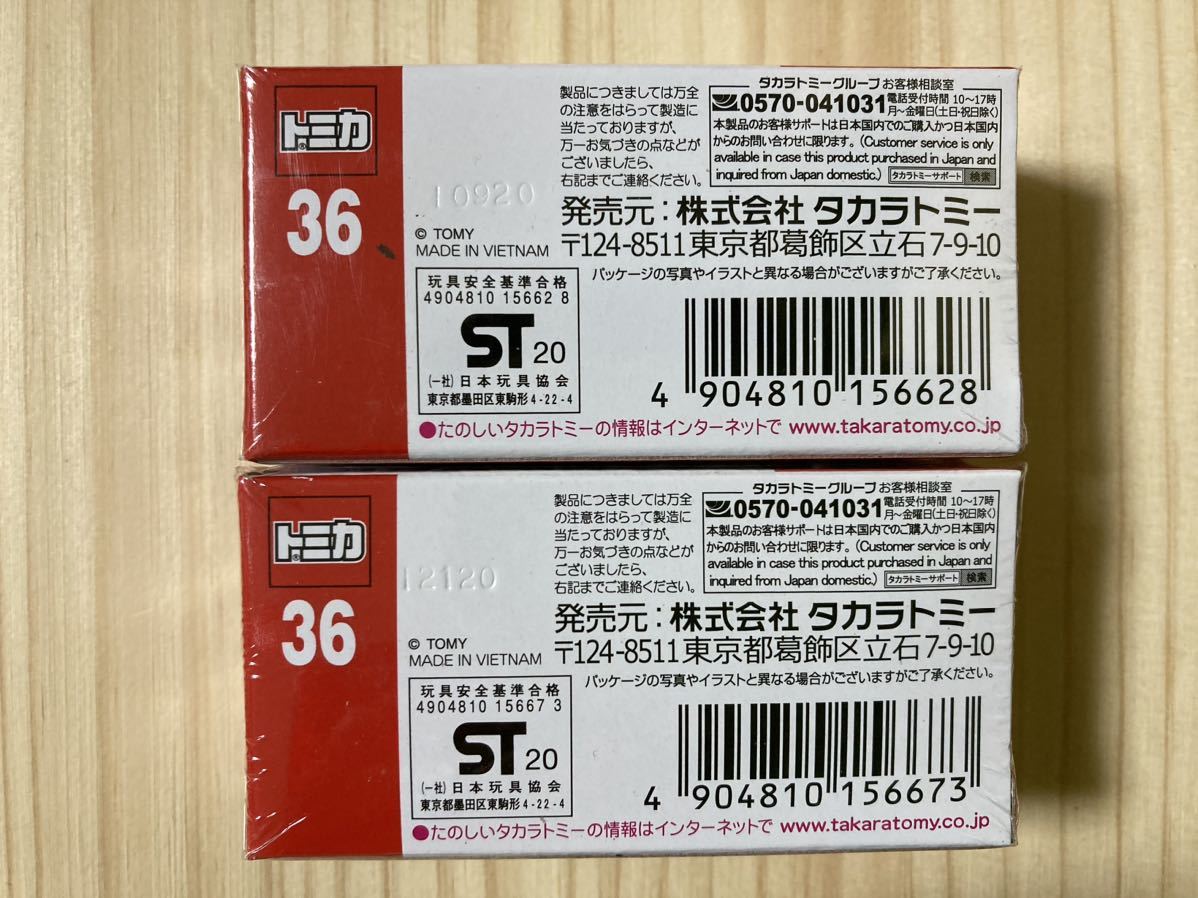 トミカ
36
10920
© TOMY
MADE IN VIETNAM
製品につきましては万全
の注意をはらって製造に
当たっておりますが、
万一お気づきの点などが
ございましたら、
右記までご連絡ください。
タカラトミーグループ お客様相談室
0570-041031 電話受付時間 10〜17時
月〜金曜日(土日・祝日除く)
本製品のお客様サポートは日本国内でのご購入かつ日本国内
からのお問い合わせに限ります。(Customer service is only
available in case this product purchased in Japan and
inquired from Japan domestic.) タカラトミーサポート 検索
発売元:株式会社 タカラトミー
〒124-8511 東京都葛飾区立石7-9-10
パッケージの写真やイラストと異なる場合がございますがご了承ください。
玩具安全基準合格
4904810 15662 8
ST 20
(一社)日本玩具協会
東京都墨田区東駒形4-22-4
4 904810 156628
●たのしいタカラトミーの情報はインターネットで www.takaratomy.co.jp
トミカ
36
12120
© TOMY
MADE IN VIETNAM
製品につきましては万全
の注意をはらって製造に
当たっておりますが、
万一お気づきの点などが
ございましたら、
右記までご連絡ください。
タカラトミーグループ お客様相談室
0570-041031 電話受付時間 10〜17時
月〜金曜日(土日・祝日除く)
本製品のお客様サポートは日本国内でのご購入かつ日本国内
からのお問い合わせに限ります。(Customer service is only
available in case this product purchased in Japan and
inquired from Japan domestic.) タカラトミーサポート 検索
発売元:株式会社 タカラトミー
〒124-8511 東京都葛飾区立石7-9-10
パッケージの写真やイラストと異なる場合がございますがご了承ください。
玩具安全基準合格
4904810 15667 3
ST 20
(一社)日本玩具協会
東京都墨田区東駒形4-22-4
4 904810 156673
●たのしいタカラトミーの情報はインターネットで www.takaratomy.co.jp